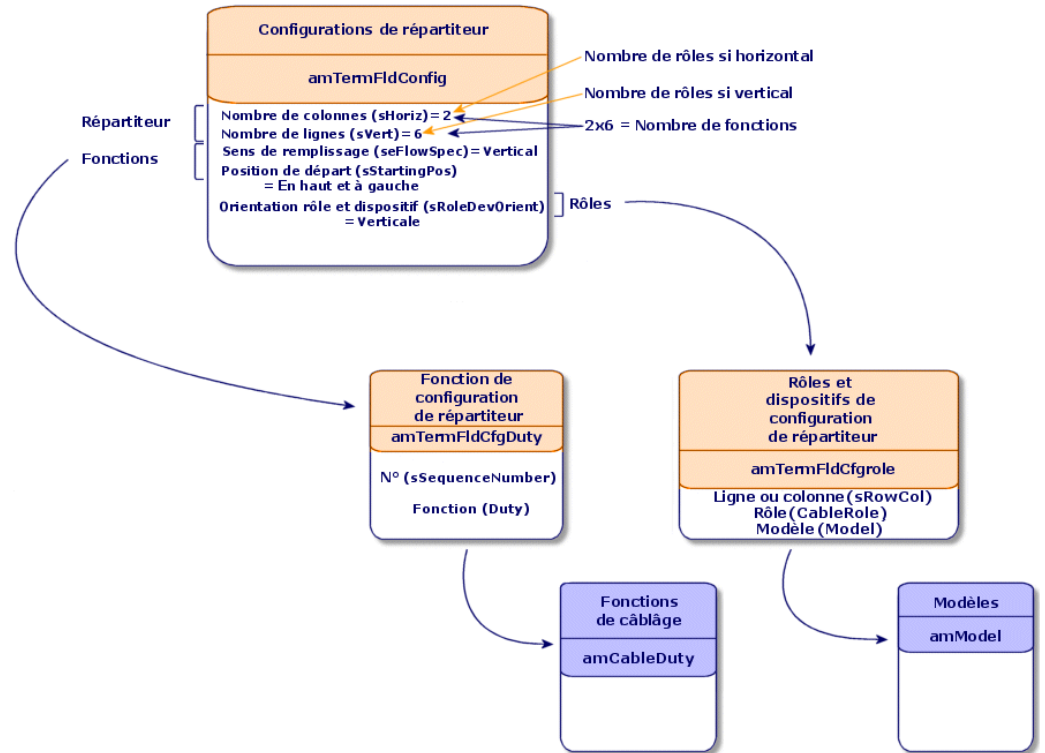 Configurations de répartiteur
amTermFldConfig
Nombre de colonnes (sHoriz)= 2
Nombre de lignes (sVert)= 6
Sens de remplissage (seFlowSpec)= Vertical
Position de départ (sStartingPos)
= En haut et à gauche
Orientation rôle et dispositif (sRoleDevOrient)
= Verticale
Répartiteur
Fonctions
Nombre de rôles si horizontal
Nombre de rôles si vertical
2x6 = Nombre de fonctions
Rôles
Fonction de
configuration
de répartiteur
amTermFldCfgDuty
N° (sSequenceNumber)
Fonction (Duty)
Rôles et
dispositifs de
configuration
de répartiteur
amTermFldCfgrole
Ligne ou colonne (sRowCol)
Rôle (CableRole)
Modèle (Model)
Fonctions
de câblâge
amCableDuty
Modèles
amModel